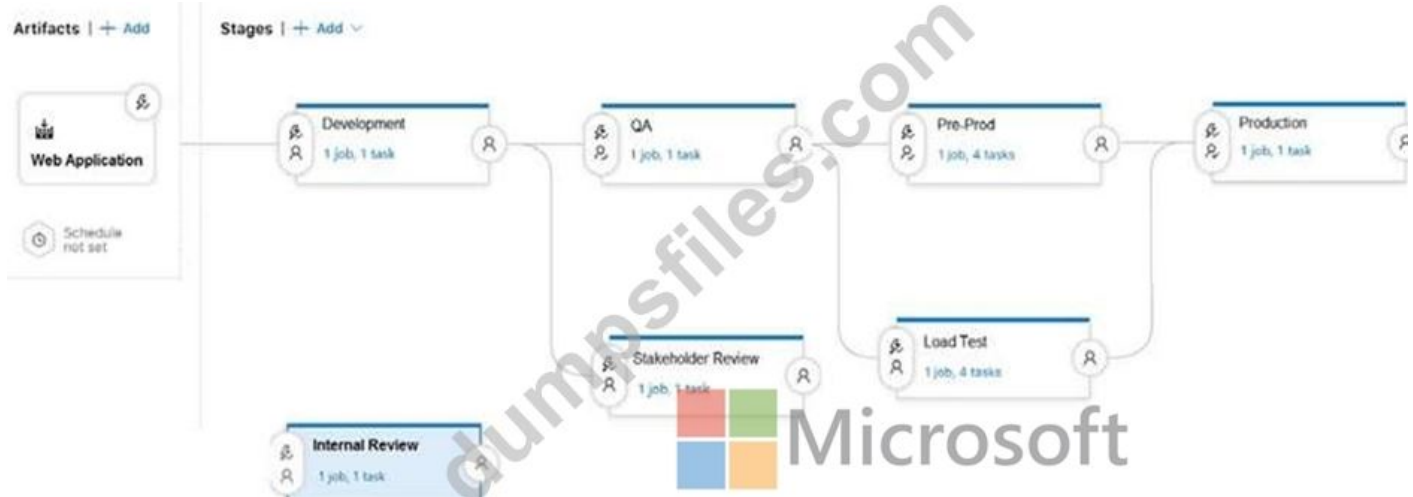 Artifacts | + Add
Stages | + Add
Web Application
Schedule
not set
Development
1 job, 1 task
QA
1 job, 1 task
Pre-Prod
1 job, 4 tasks
Production
1 job, 1 task
Stakeholder Review
1 job, 1 task
Load Test
1 job, 4 tasks
Internal Review
1 job, 1 task
dumpsfiles.com
Microsoft